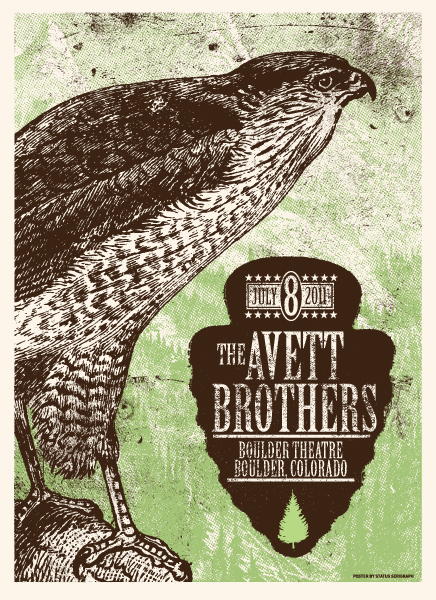 JULY 8 2011
THE AVETT
BROTHERS
BOULDER THEATRE
BOULDER, COLORADO
POSTER BY STATUS SERIGRAPH